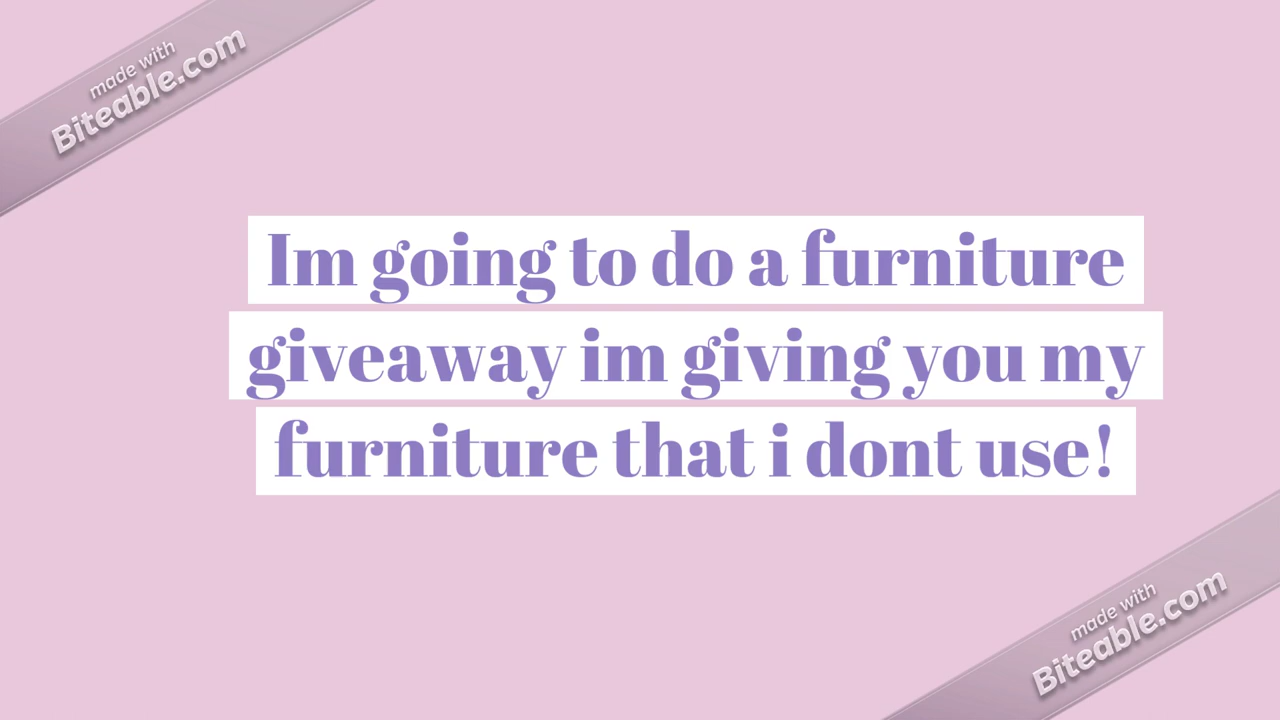 made with
Biteable.com
Im going to do a furniture
giveaway im giving you my
furniture that i dont use!
made with
Biteable.com